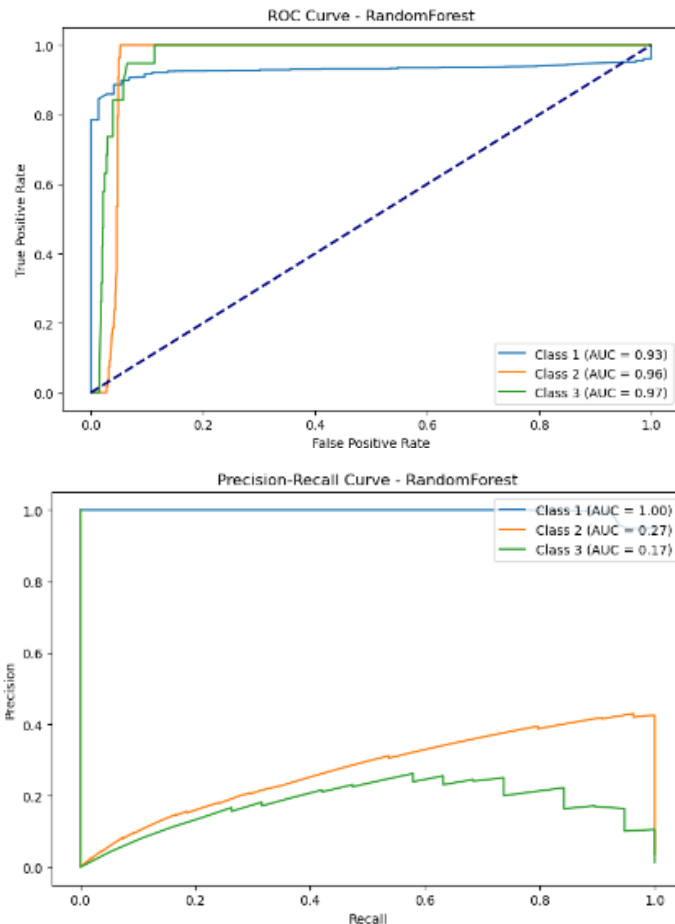 ROC Curve - RandomForest
1.0
0.8
0.6
0.4
0.2
0.0
True Positive Rate
Class 1 (AUC = 0.93)
Class 2 (AUC = 0.96)
Class 3 (AUC = 0.97)
0.0 0.2 0.4 0.6 0.8 1.0
False Positive Rate
Precision-Recall Curve - RandomForest
1.0
0.8
0.6
0.4
0.2
0.0
Precision
Class 1 (AUC = 1.00)
Class 2 (AUC = 0.27)
Class 3 (AUC = 0.17)
0.0 0.2 0.4 0.6 0.8 1.0
Recall